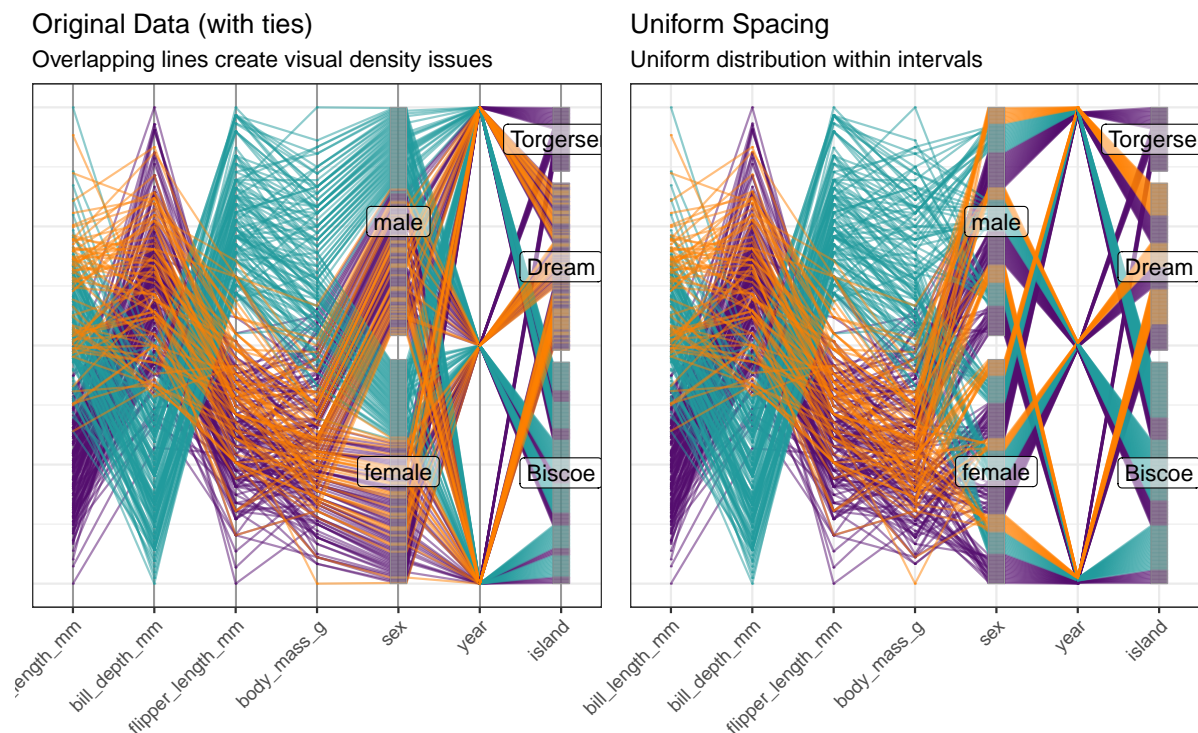 Original Data (with ties)
Overlapping lines create visual density issues
Torgerse
male
Dream
female
Biscoe
_length_mm
bill_depth_mm
flipper_length_mm
body_mass_g
sex
year
island
Uniform Spacing
Uniform distribution within intervals
Torgerse
male
Dream
female
Biscoe
bill_length_mm
bill_depth_mm
flipper_length_mm
body_mass_g
sex
year
island